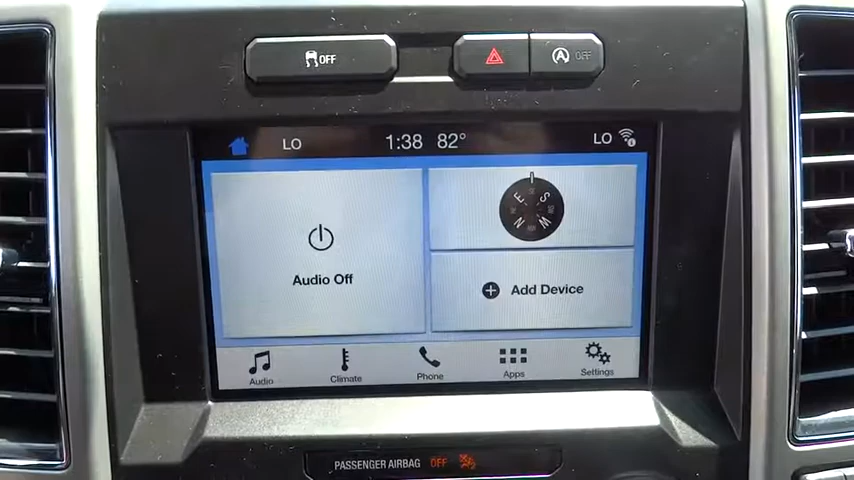 OFF
A OFF
LO 1:38 82° LO
E S
N W
Audio Off
Add Device
Audio Climate Phone Apps Settings
PASSENGER AIRBAG OFF